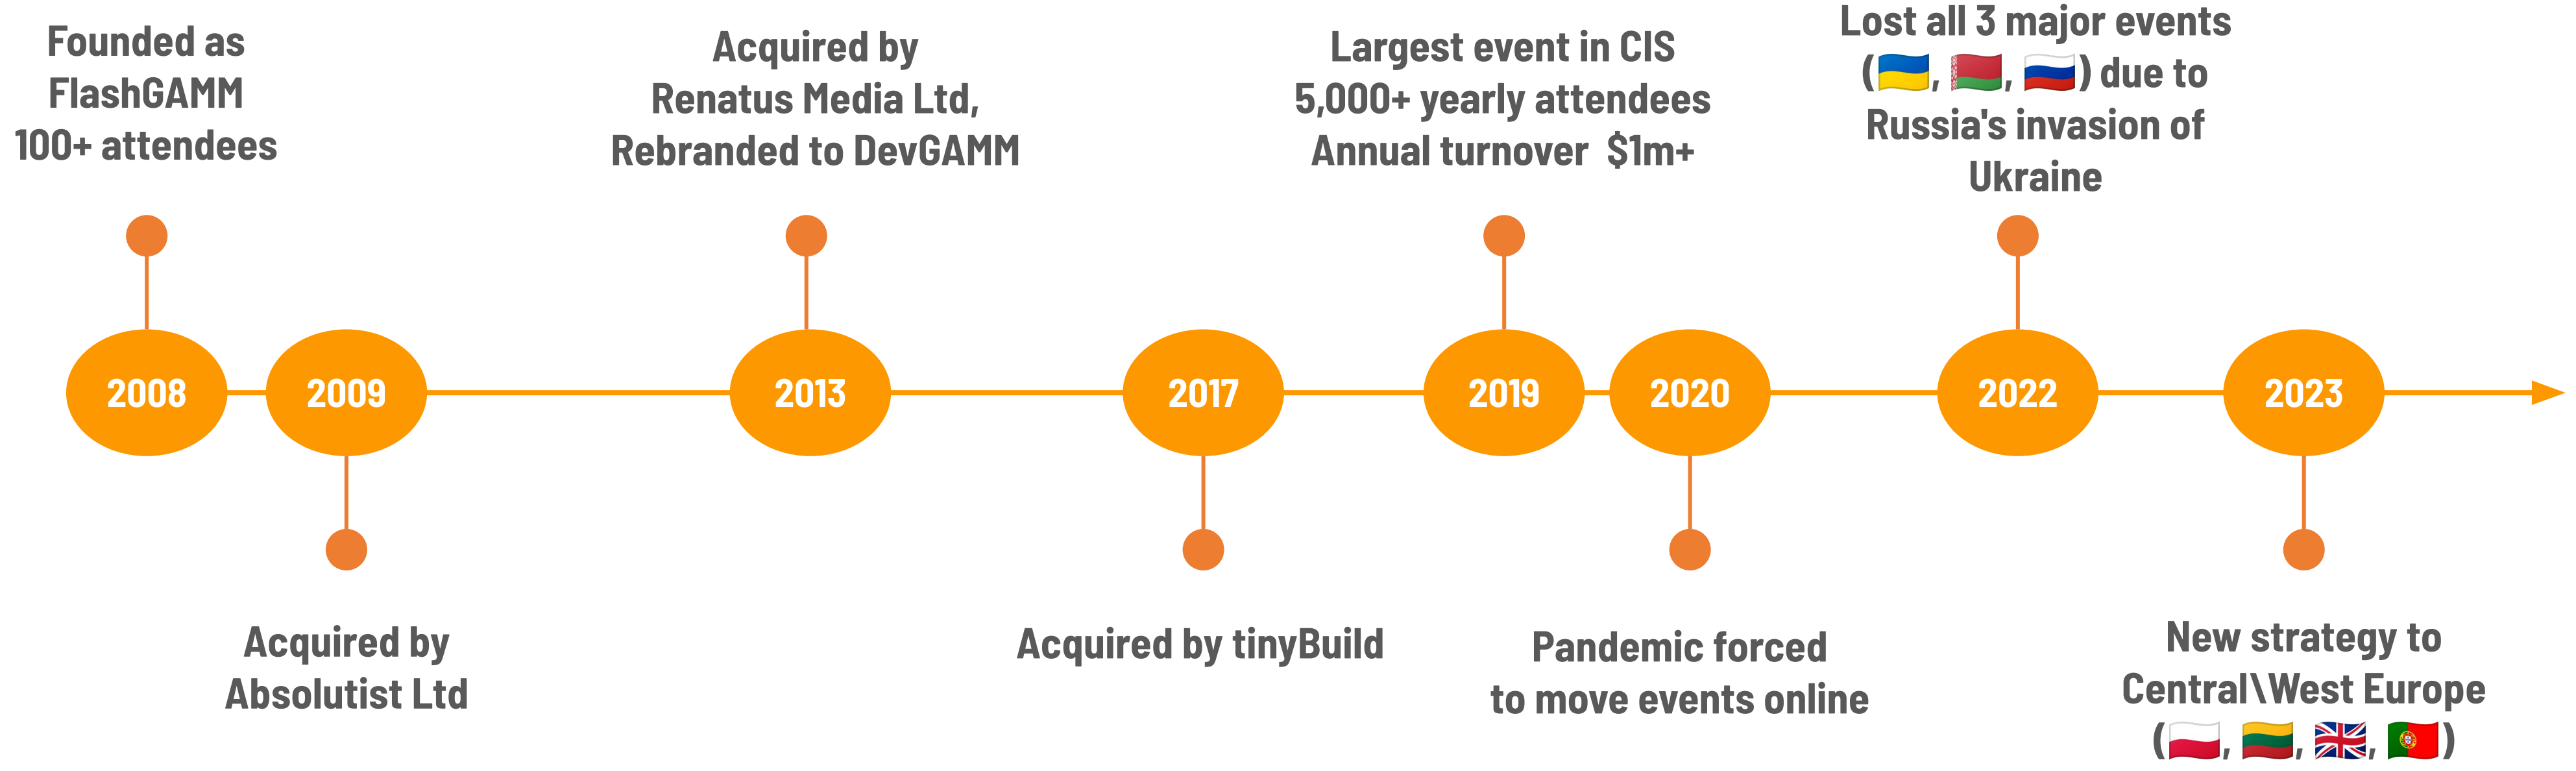 Founded as
FlashGAMM
100+ attendees
Acquired by
Renatus Media Ltd,
Rebranded to DevGAMM
Largest event in CIS
5,000+ yearly attendees
Annual turnover $1m+
Lost all 3 major events
(🇺🇦, 🇧🇾, 🇷🇺) due to
Russia's invasion of
Ukraine
2008
2009
2013
2017
2019
2020
2022
2023
Acquired by
Absolutist Ltd
Acquired by tinyBuild
Pandemic forced
to move events online
New strategy to
Central\West Europe
(🇵🇱, 🇱🇹, 🇬🇧, 🇵🇹)